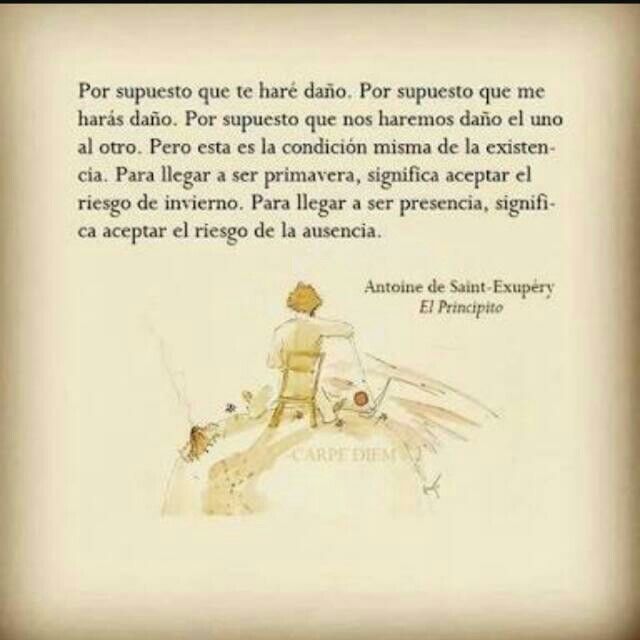 Por supuesto que te haré daño. Por supuesto que me
harás daño. Por supuesto que nos haremos daño el uno
al otro. Pero esta es la condición misma de la existen-
cia. Para llegar a ser primavera, significa aceptar el
riesgo de invierno. Para llegar a ser presencia, signifi-
ca aceptar el riesgo de la ausencia.
Antoine de Saint-Exupéry
El Principito
CARPE DIEM